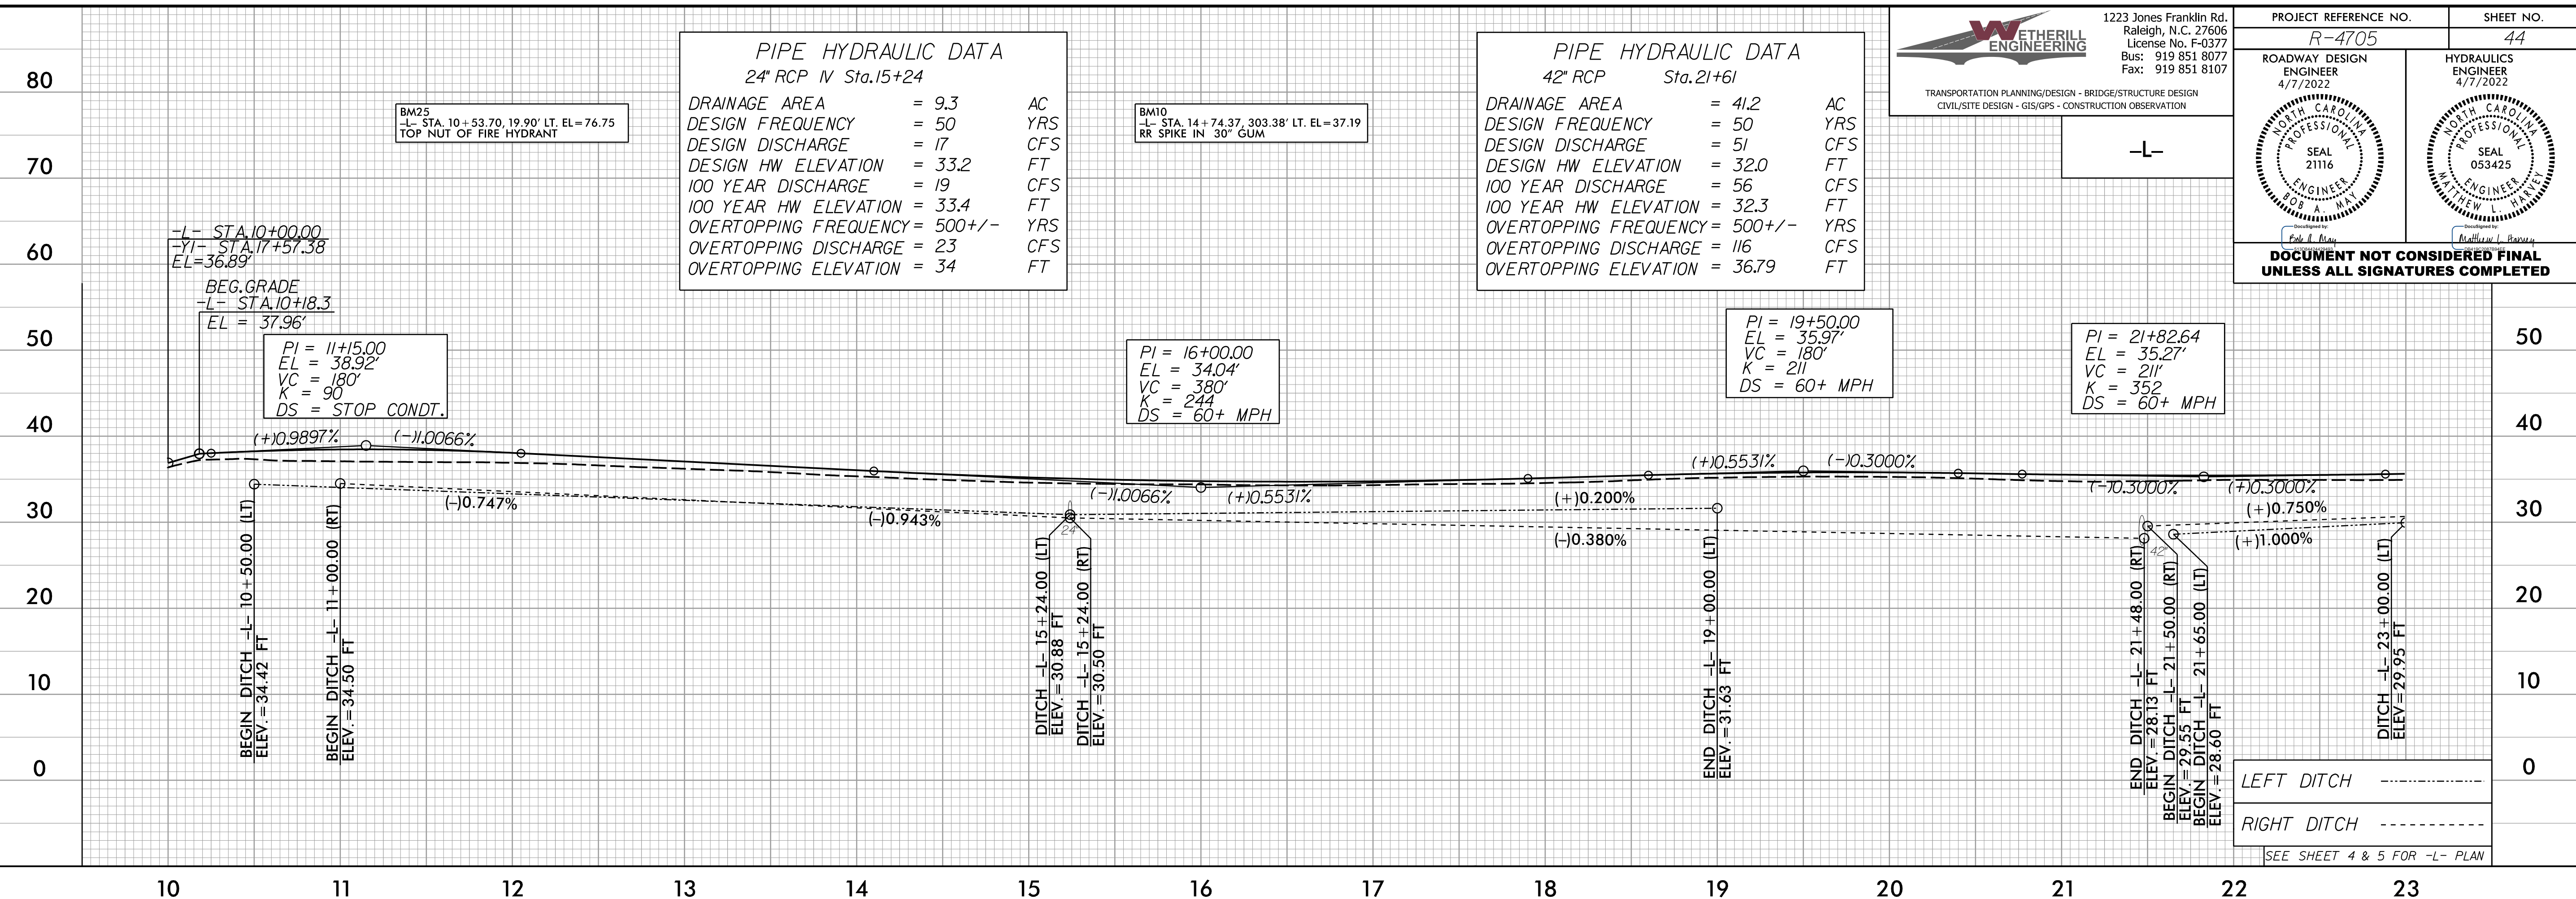 WETHERILL
ENGINEERING
1223 Jones Franklin Rd.
Raleigh, N.C. 27606
License No. F-0377
Bus: 919 851 8077
Fax: 919 851 8107
TRANSPORTATION PLANNING/DESIGN - BRIDGE/STRUCTURE DESIGN
CIVIL/SITE DESIGN - GIS/GPS - CONSTRUCTION OBSERVATION
PROJECT REFERENCE NO.
SHEET NO.
R-4705
44
ROADWAY DESIGN
ENGINEER
4/7/2022
HYDRAULICS
ENGINEER
4/7/2022
NORTH CAROLINA
PROFESSIONAL
SEAL
21116
ENGINEER
BOB A. MAY
NORTH CAROLINA
PROFESSIONAL
SEAL
053425
ENGINEER
MATTHEW L. HARVEY
DocuSigned by:
Bob A. May
DocuSigned by:
Matthew L. Harvey
DOCUMENT NOT CONSIDERED FINAL
UNLESS ALL SIGNATURES COMPLETED
-L-
PIPE HYDRAULIC DATA
24" RCP IV Sta. 15+24
DRAINAGE AREA = 9.3 AC
DESIGN FREQUENCY = 50 YRS
DESIGN DISCHARGE = 17 CFS
DESIGN HW ELEVATION = 33.2 FT
100 YEAR DISCHARGE = 19 CFS
100 YEAR HW ELEVATION = 33.4 FT
OVERTOPPING FREQUENCY = 500+/- YRS
OVERTOPPING DISCHARGE = 23 CFS
OVERTOPPING ELEVATION = 34 FT
PIPE HYDRAULIC DATA
42" RCP Sta. 21+61
DRAINAGE AREA = 41.2 AC
DESIGN FREQUENCY = 50 YRS
DESIGN DISCHARGE = 51 CFS
DESIGN HW ELEVATION = 32.0 FT
100 YEAR DISCHARGE = 56 CFS
100 YEAR HW ELEVATION = 32.3 FT
OVERTOPPING FREQUENCY = 500+/- YRS
OVERTOPPING DISCHARGE = 116 CFS
OVERTOPPING ELEVATION = 36.79 FT
BM25
-L- STA. 10+53.70, 19.90' LT. EL=76.75
TOP NUT OF FIRE HYDRANT
BM10
-L- STA. 14+74.37, 303.38' LT. EL=37.19
RR SPIKE IN 30" GUM
-L- STA. 10+00.00
-Y1- STA. 17+57.38
EL=36.89'
BEG. GRADE
-L- STA. 10+18.3
EL = 37.96'
PI = 11+15.00
EL = 38.92'
VC = 180'
K = 90
DS = STOP CONDT.
PI = 16+00.00
EL = 34.04'
VC = 380'
K = 244
DS = 60+ MPH
PI = 19+50.00
EL = 35.97'
VC = 180'
K = 211
DS = 60+ MPH
PI = 21+82.64
EL = 35.27'
VC = 211'
K = 352
DS = 60+ MPH
(+)0.9897%
(-)1.0066%
(-)1.0066%
(+)0.5531%
(+)0.5531%
(-)0.3000%
(-)0.3000%
(+)0.3000%
(-)0.747%
(-)0.943%
(+)0.200%
(-)0.380%
(+)0.750%
(+)1.000%
24"
42"
BEGIN DITCH -L- 10+50.00 (LT)
ELEV.=34.42 FT
BEGIN DITCH -L- 11+00.00 (RT)
ELEV.=34.50 FT
DITCH -L- 15+24.00 (LT)
ELEV.=30.88 FT
DITCH -L- 15+24.00 (RT)
ELEV.=30.50 FT
END DITCH -L- 19+00.00 (LT)
ELEV.=31.63 FT
END DITCH -L- 21+48.00 (RT)
ELEV.=28.13 FT
BEGIN DITCH -L- 21+50.00 (RT)
ELEV.=29.55 FT
BEGIN DITCH -L- 21+65.00 (LT)
ELEV.=28.60 FT
DITCH -L- 23+00.00 (LT)
ELEV=29.95 FT
80
70
60
50
40
30
20
10
0
50
40
30
20
10
0
LEFT DITCH
RIGHT DITCH
SEE SHEET 4 & 5 FOR -L- PLAN
10 11 12 13 14 15 16 17 18 19 20 21 22 23